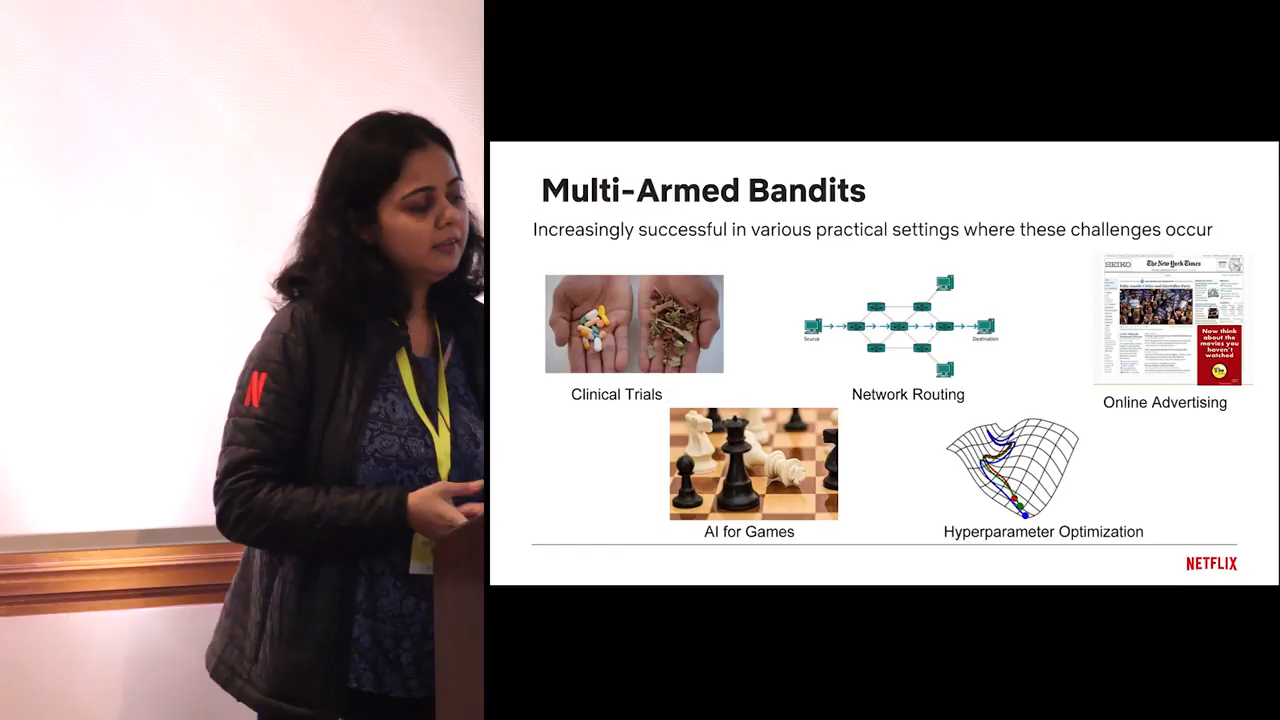 Multi-Armed Bandits
Increasingly successful in various practical settings where these challenges occur
SEIKO
The New York Times
Now think
about the
movies you
haven't
watched
Source
Destination
Clinical Trials
Network Routing
Online Advertising
AI for Games
Hyperparameter Optimization
NETFLIX
N